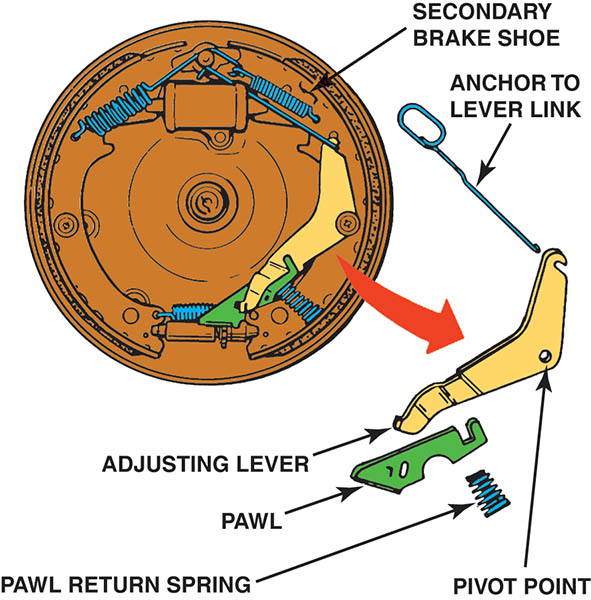 SECONDARY
BRAKE SHOE
ANCHOR TO
LEVER LINK
ADJUSTING LEVER
PAWL
PAWL RETURN SPRING
PIVOT POINT